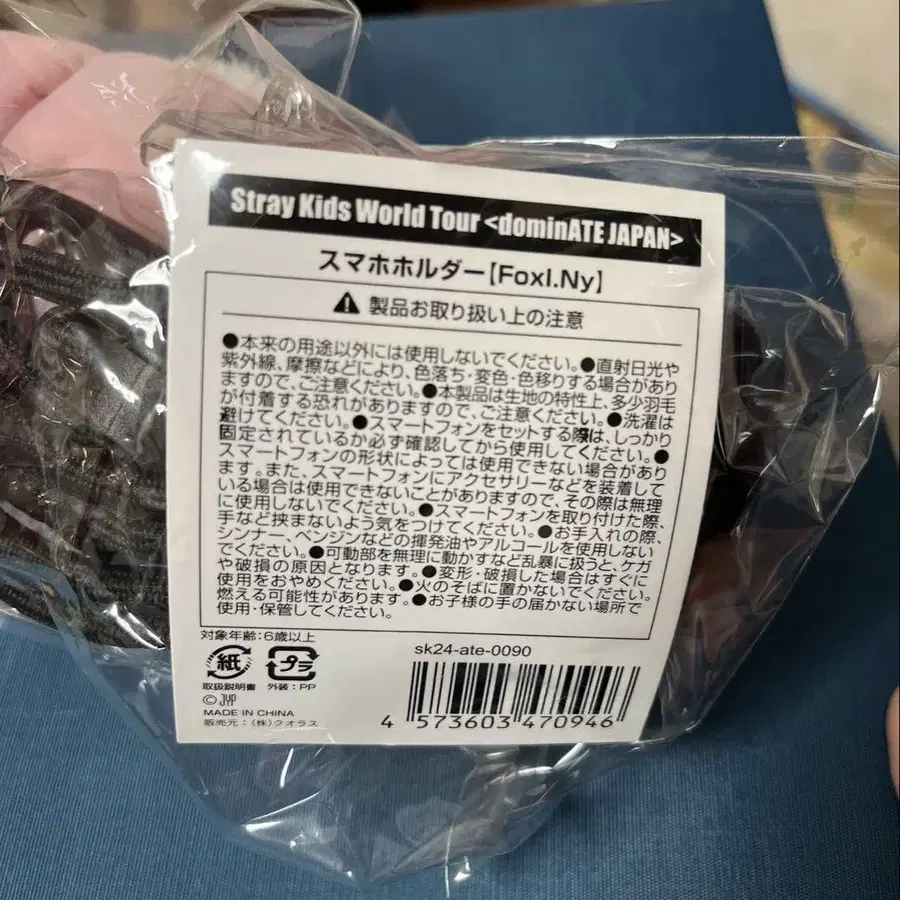 Stray Kids World Tour <dominATE JAPAN>
スマホホルダー【FoxI.Ny】
製品お取り扱い上の注意
●本来の用途以外には使用しないでください。●直射日光や
紫外線、摩擦などにより、色落ち・変色・色移りする場合があり
ますので、ご注意ください。●本製品は生地の特性上、多少羽毛
が付着する恐れがありますので、ご注意ください。●洗濯は
避けてください。●スマートフォンをセットする際は、しっかり
固定されているか必ず確認してから使用してください。●
スマートフォンの形状によっては使用できない場合があり
ます。また、スマートフォンにアクセサリーなどを装着して
いる場合は使用できないことがありますので、その際は無理
に使用しないでください。●スマートフォンを取り付けた際、
手など挟まないよう気をつけてください。●お手入れの際、
シンナー、ベンジンなどの揮発油やアルコールを使用しない
でください。●可動部を無理に動かすなど乱暴に扱うと、ケガ
や破損の原因となります。●変形・破損した場合はすぐに
使用をおやめください。●火のそばに置かないでください。
燃える可能性があります。●お子様の手の届かない場所で
使用・保管してください。
対象年齢:6歳以上
紙 プラ
取扱説明書 外装:PP
© JYP
MADE IN CHINA
販売元:(株)クオラス
sk24-ate-0090
4 573603 470946